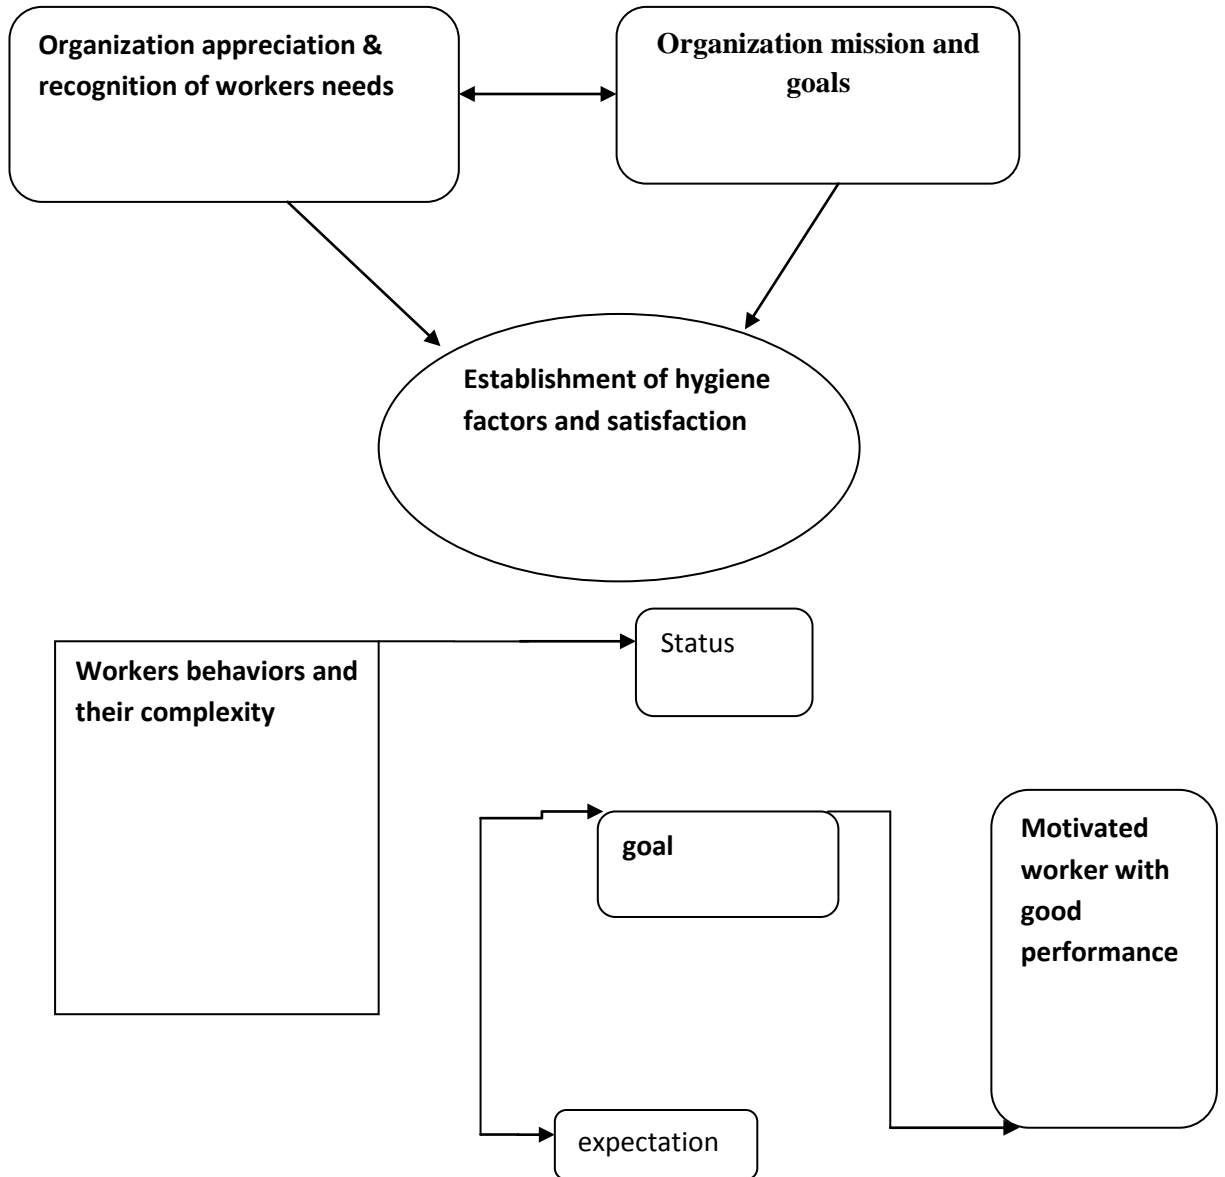 Organization appreciation &
recognition of workers needs
Organization mission and
goals
Establishment of hygiene
factors and satisfaction
Status
Workers behaviors and
their complexity
goal
Motivated
worker with
good
performance
expectation